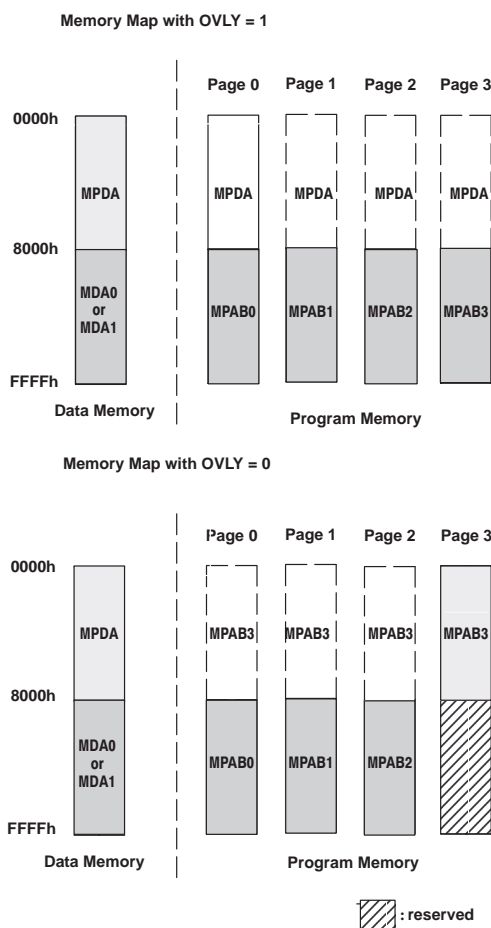 Memory Map with OVLY = 1
Page 0 Page 1 Page 2 Page 3
0000h
MPDA MPDA MPDA MPDA MPDA
8000h
MDA0
or
MDA1
MPAB0 MPAB1 MPAB2 MPAB3
FFFFh
Data Memory Program Memory
Memory Map with OVLY = 0
Page 0 Page 1 Page 2 Page 3
0000h
MPDA MPAB3 MPAB3 MPAB3 MPAB3
8000h
MDA0
or
MDA1
MPAB0 MPAB1 MPAB2
FFFFh
Data Memory Program Memory
: reserved